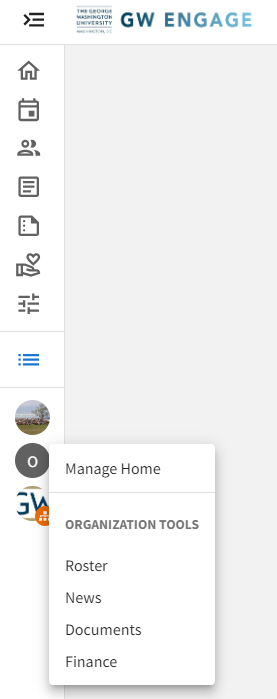 THE GEORGE
WASHINGTON
UNIVERSITY
WASHINGTON, DC
GW ENGAGE
O
Manage Home
GW
ORGANIZATION TOOLS
Roster
News
Documents
Finance